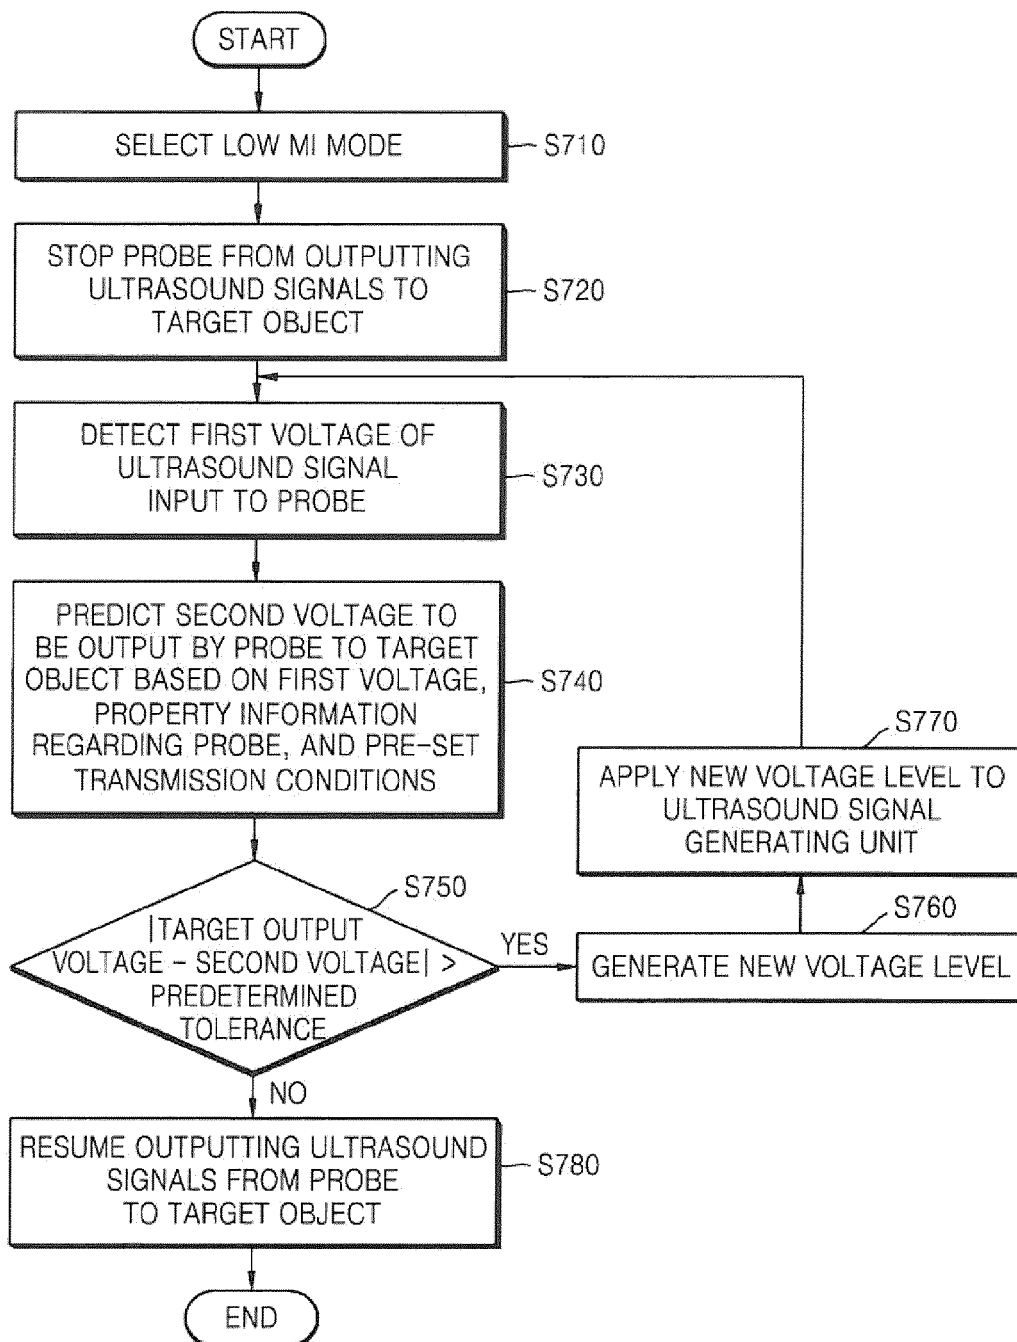 START
SELECT LOW MI MODE
S710
STOP PROBE FROM OUTPUTTING
ULTRASOUND SIGNALS TO
TARGET OBJECT
S720
DETECT FIRST VOLTAGE OF
ULTRASOUND SIGNAL
INPUT TO PROBE
S730
PREDICT SECOND VOLTAGE TO
BE OUTPUT BY PROBE TO TARGET
OBJECT BASED ON FIRST VOLTAGE,
PROPERTY INFORMATION
REGARDING PROBE, AND PRE-SET
TRANSMISSION CONDITIONS
S740
S750
|TARGET OUTPUT
VOLTAGE - SECOND VOLTAGE| >
PREDETERMINED
TOLERANCE
YES
S760
GENERATE NEW VOLTAGE LEVEL
S770
APPLY NEW VOLTAGE LEVEL TO
ULTRASOUND SIGNAL
GENERATING UNIT
NO
RESUME OUTPUTTING ULTRASOUND
SIGNALS FROM PROBE
TO TARGET OBJECT
S780
END